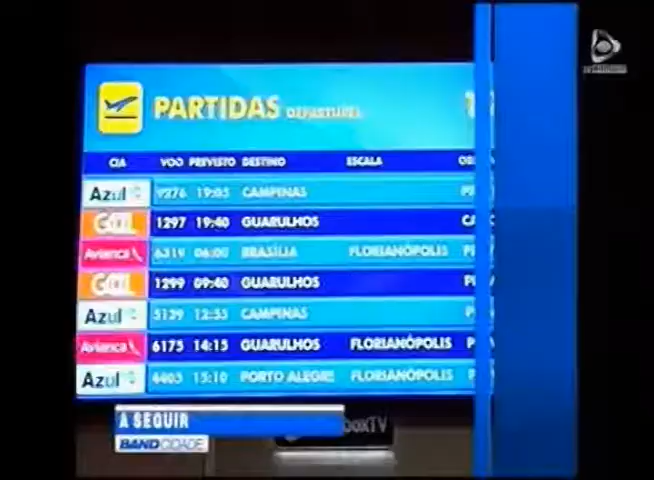 PARTIDAS DEPARTURES
CIA VOO PREVISTO DESTINO ESCALA
Azul 9276 19:05 CAMPINAS
GOL 1297 19:40 GUARULHOS
Avianca 6319 06:00 BRASÍLIA FLORIANÓPOLIS
GOL 1299 09:40 GUARULHOS
Azul 5139 12:55 CAMPINAS
Avianca 6175 14:15 GUARULHOS FLORIANÓPOLIS
Azul 15:10 PORTO ALEGRE FLORIANÓPOLIS
A SEGUIR
BAND CIDADE